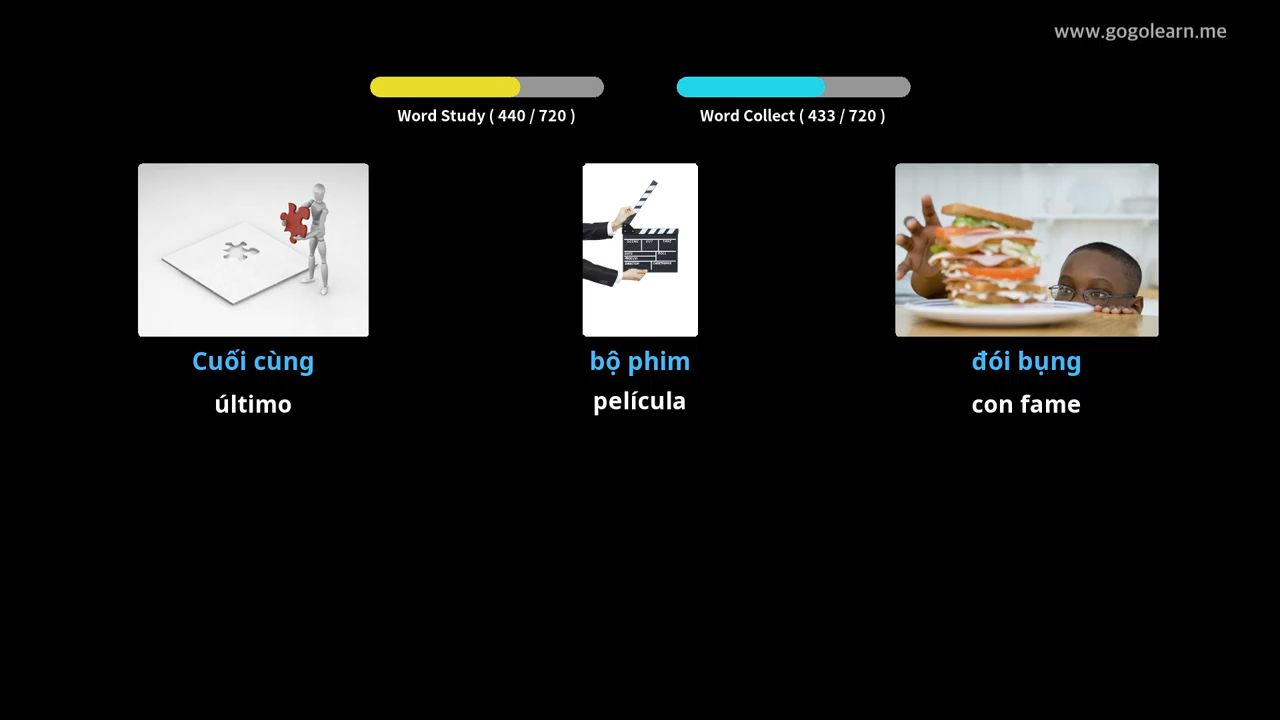 www.gogolearn.me
Word Study ( 440 / 720 )
Word Collect ( 433 / 720 )
Cuối cùng
último
bộ phim
película
đói bụng
con fame